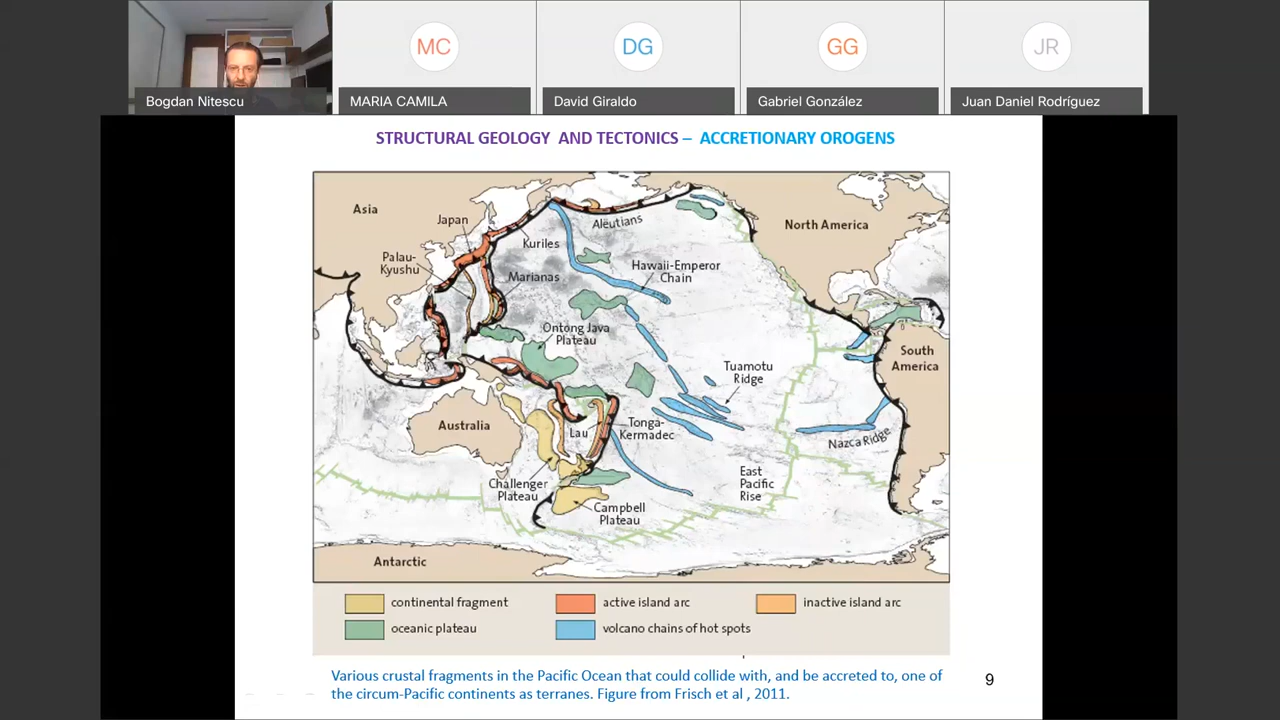 MC
DG
GG
JR
Bogdan Nitescu
MARIA CAMILA
David Giraldo
Gabriel González
Juan Daniel Rodríguez
STRUCTURAL GEOLOGY AND TECTONICS – ACCRETIONARY OROGENS
Asia
Japan
Aleutians
North America
Palau-
Kyushu
Kuriles
Marianas
Hawaii-Emperor
Chain
Ontong Java
Plateau
South
America
Tuamotu
Ridge
Australia
Lau
Tonga-
Kermadec
Nazca Ridge
Challenger
Plateau
East
Pacific
Rise
Campbell
Plateau
Antarctic
continental fragment
active island arc
inactive island arc
oceanic plateau
volcano chains of hot spots
Various crustal fragments in the Pacific Ocean that could collide with, and be accreted to, one of
the circum-Pacific continents as terranes. Figure from Frisch et al , 2011.
9